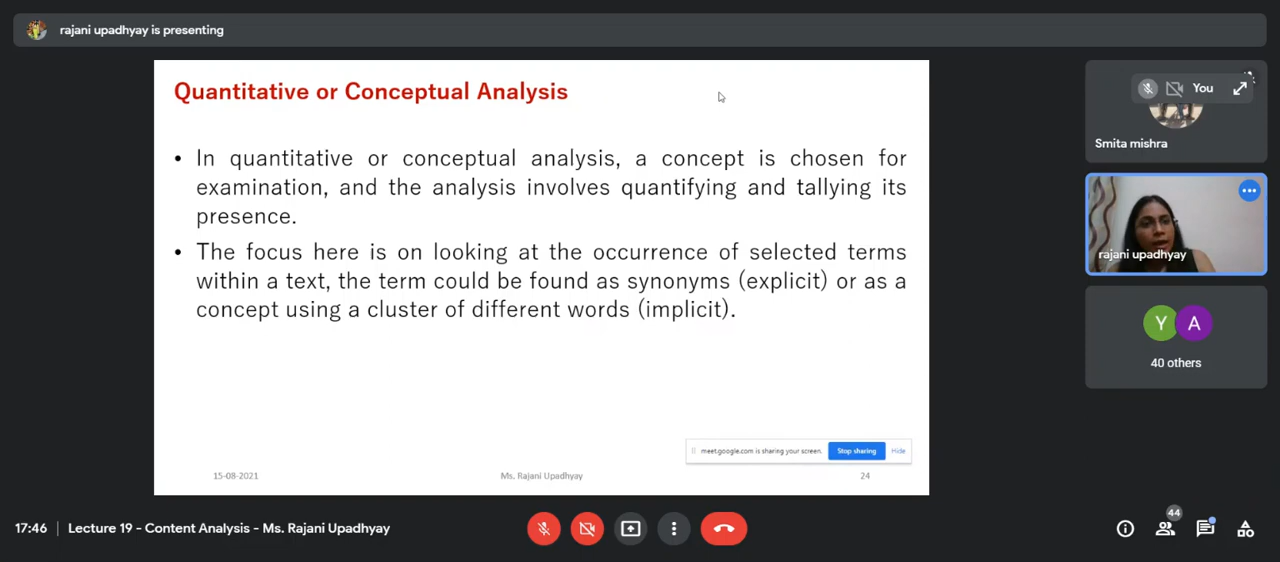 rajani upadhyay is presenting
Quantitative or Conceptual Analysis
• In quantitative or conceptual analysis, a concept is chosen for
examination, and the analysis involves quantifying and tallying its
presence.
• The focus here is on looking at the occurrence of selected terms
within a text, the term could be found as synonyms (explicit) or as a
concept using a cluster of different words (implicit).
meet.google.com is sharing your screen. Stop sharing Hide
15-08-2021 Ms. Rajani Upadhyay 24
You
Smita mishra
rajani upadhyay
Y A
40 others
17:46 | Lecture 19 - Content Analysis - Ms. Rajani Upadhyay
44